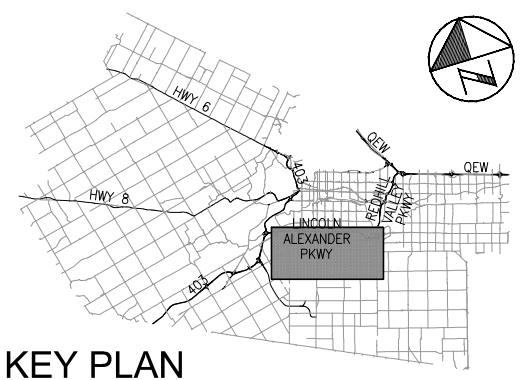 HWY 6
403
QEW
QEW
N
HWY 8
REDHILL
VALLEY
PKWY
LINCOLN
ALEXANDER
PKWY
403
KEY PLAN